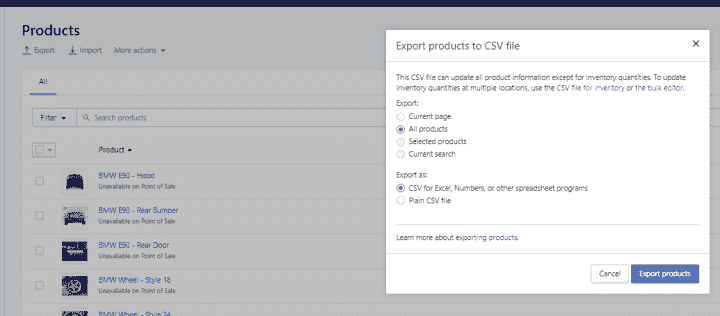 Products
Export Import More actions
All
Filter Search products
Product
BMW E90 - Hood
Unavailable on Point of Sale
BMW E90 - Rear Bumper
Unavailable on Point of Sale
BMW E90 - Rear Door
Unavailable on Point of Sale
BMW Wheel - Style 18
Unavailable on Point of Sale
BMW Wheel - Style 24
Export products to CSV file
This CSV file can update all product information except for inventory quantities. To update
inventory quantities at multiple locations, use the CSV file for inventory or the bulk editor.
Export:
Current page
All products
Selected products
Current search
Export as:
CSV for Excel, Numbers, or other spreadsheet programs
Plain CSV file
Learn more about exporting products.
Cancel Export products